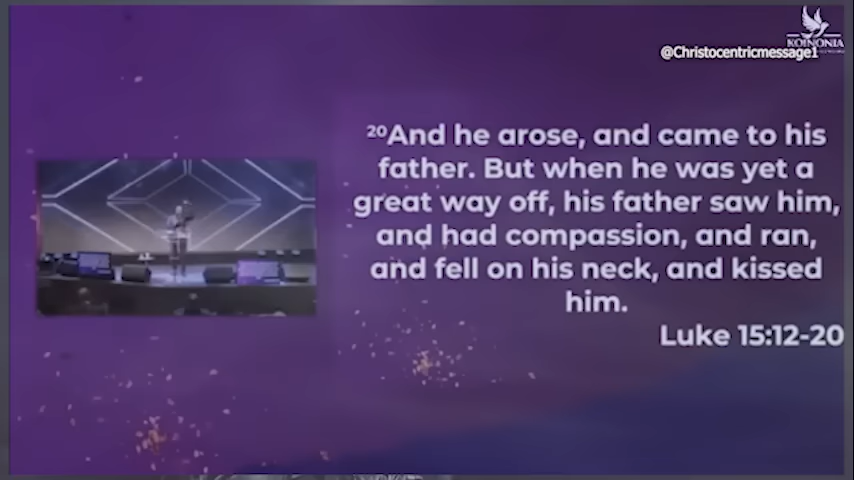 KOINONIA
@Christocentricmessage1
²⁰And he arose, and came to his
father. But when he was yet a
great way off, his father saw him,
and had compassion, and ran,
and fell on his neck, and kissed
him.
Luke 15:12-20